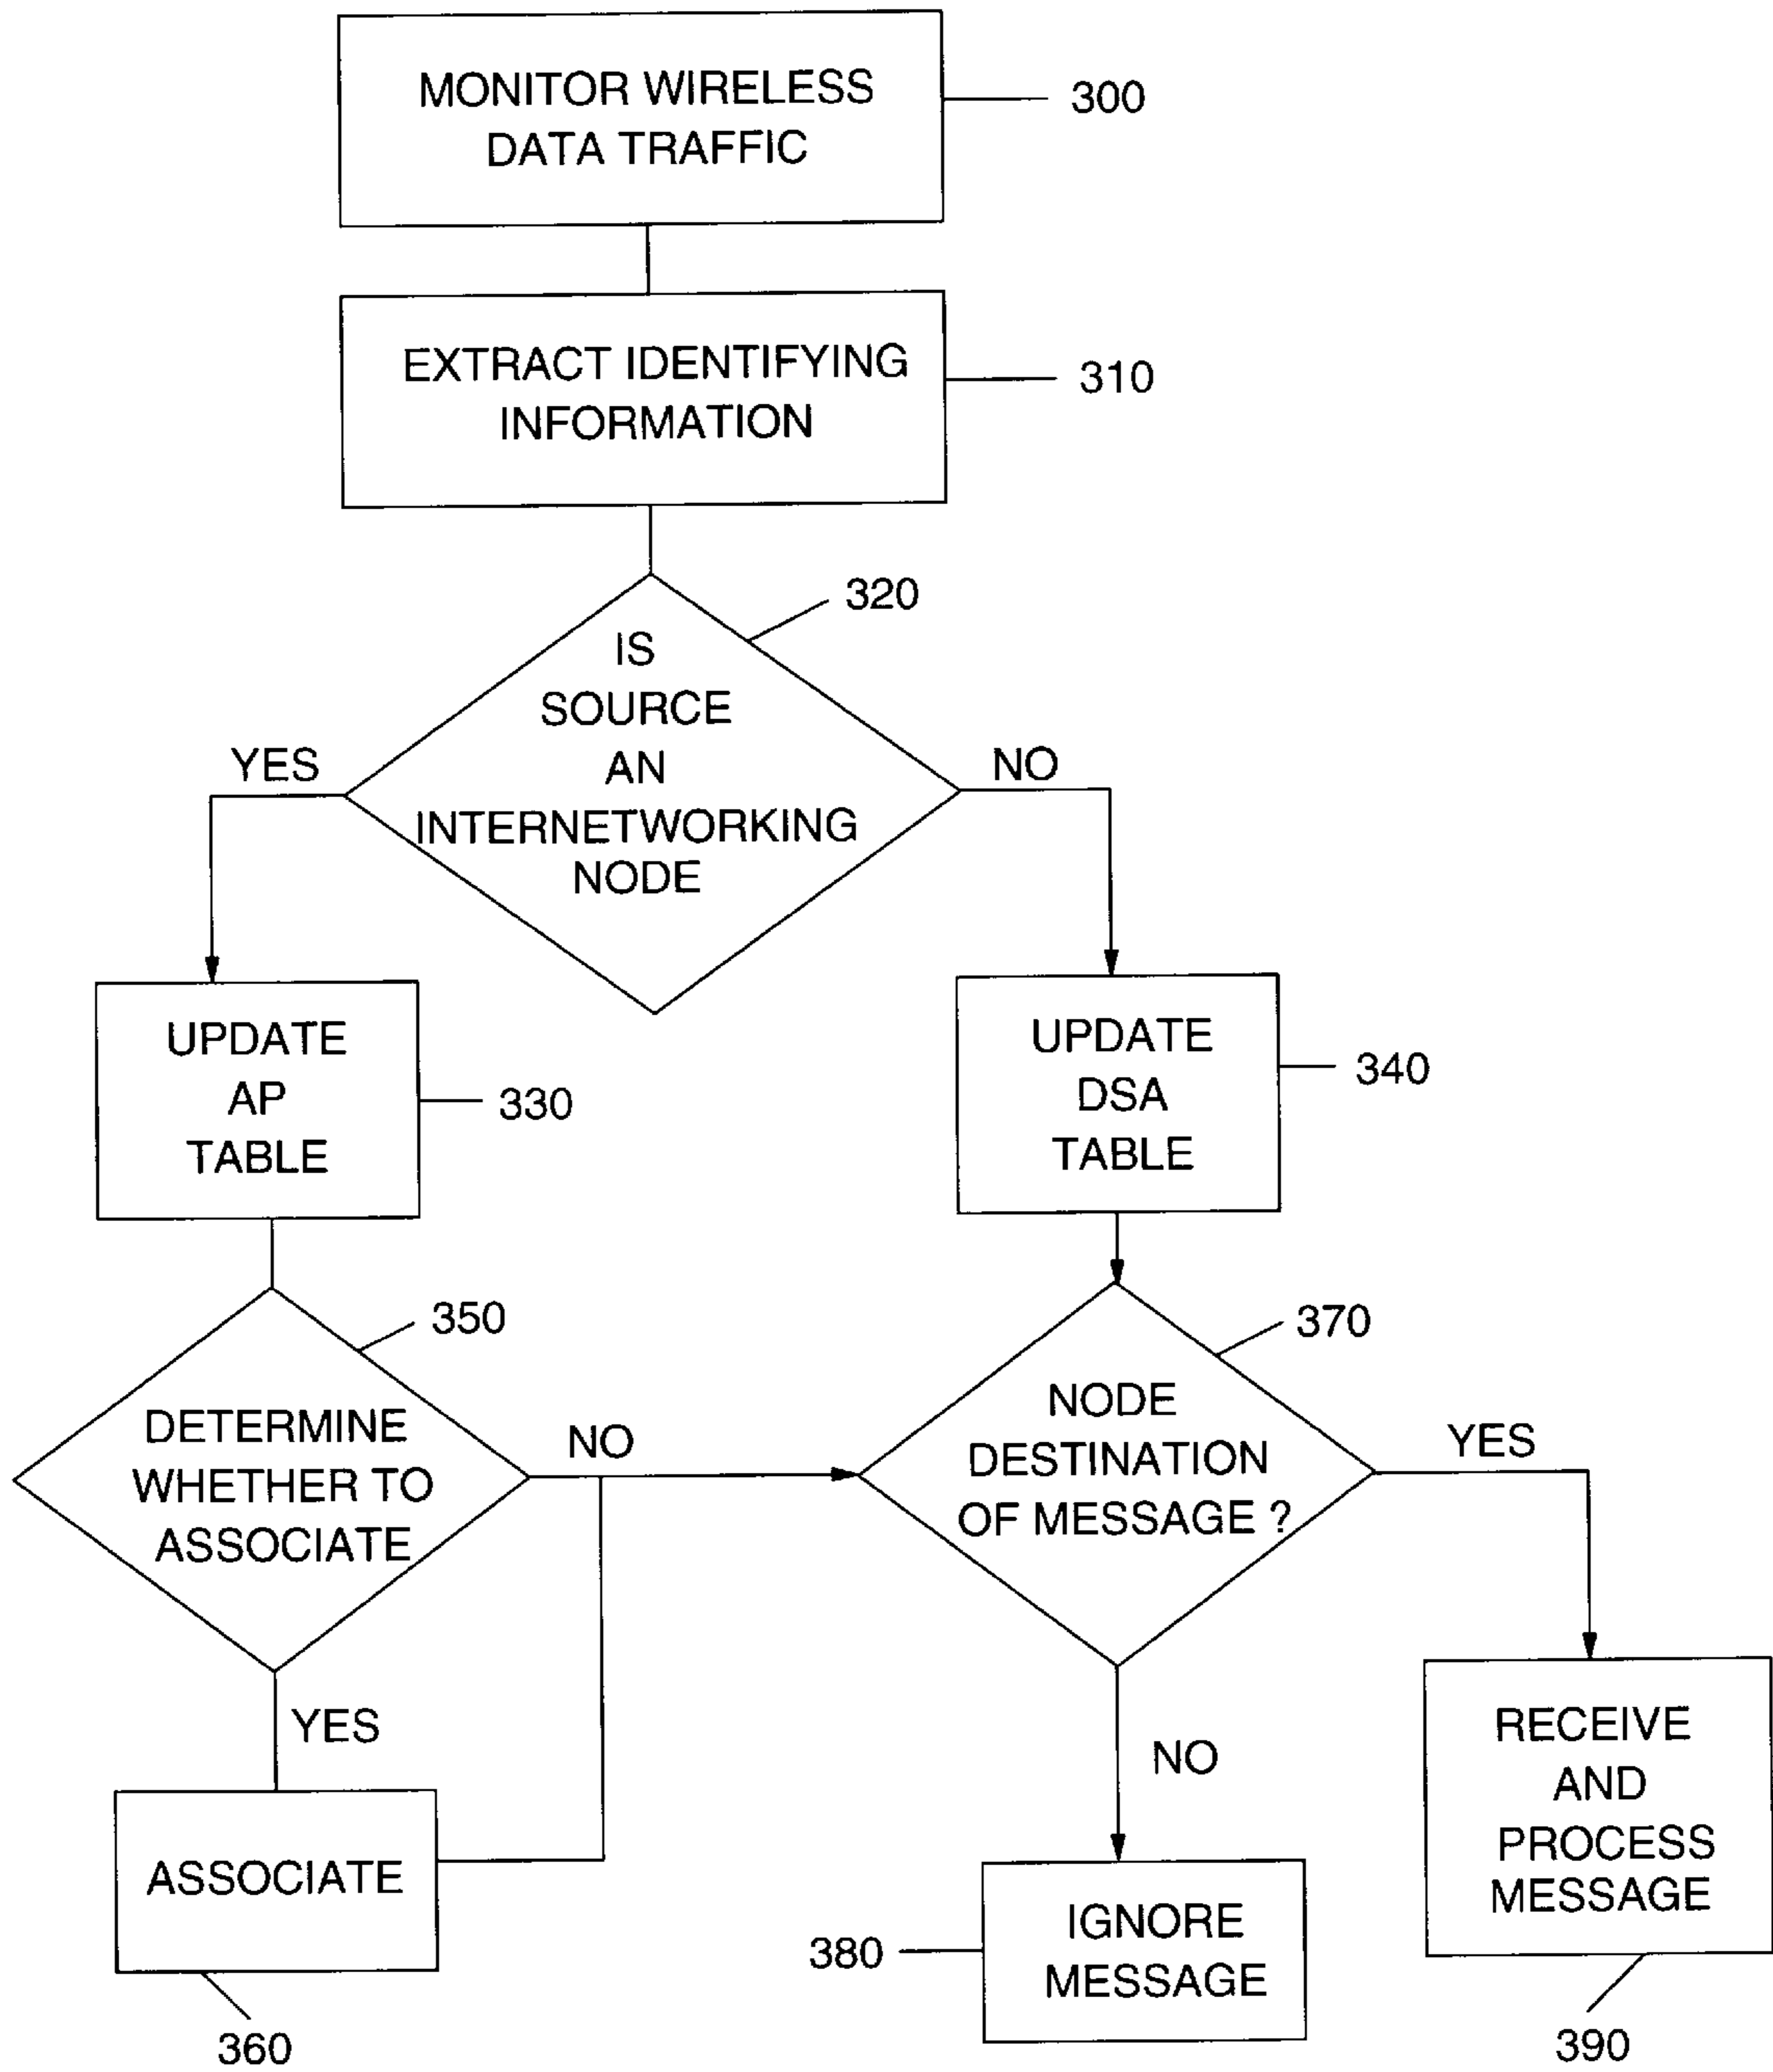 MONITOR WIRELESS
DATA TRAFFIC
300
EXTRACT IDENTIFYING
INFORMATION
310
320
IS
SOURCE
AN
INTERNETWORKING
NODE
YES
NO
UPDATE
AP
TABLE
330
UPDATE
DSA
TABLE
340
350
DETERMINE
WHETHER TO
ASSOCIATE
NO
YES
370
NODE
DESTINATION
OF MESSAGE ?
YES
NO
ASSOCIATE
360
IGNORE
MESSAGE
380
RECEIVE
AND
PROCESS
MESSAGE
390